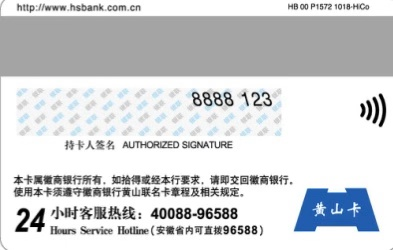 http://www.hsbank.com.cn HB 00 P1572 1018-HiCo
8888 123
持卡人签名 AUTHORIZED SIGNATURE
本卡属徽商银行所有，如拾得或经本行要求，请即交回徽商银行。
使用本卡须遵守徽商银行黄山联名卡章程及相关规定。
24小时客服热线：40088-96588
Hours Service Hotline (安徽省内可直拨96588)
黄山卡